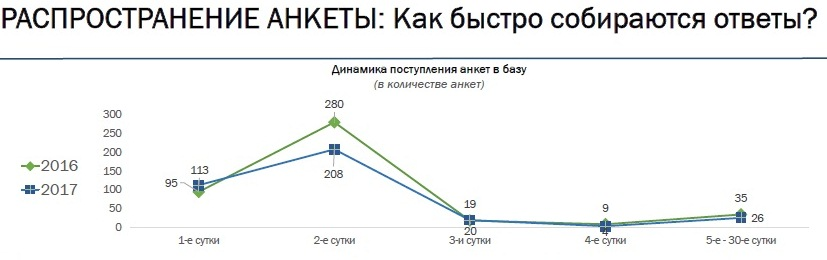 РАСПРОСТРАНЕНИЕ АНКЕТЫ: Как быстро собираются ответы?
Динамика поступления анкет в базу
(в количестве анкет)
300
250
200
150
100
50
0
2016
2017
95
113
280
208
19
20
9
4
35
26
1-е сутки
2-е сутки
3-и сутки
4-е сутки
5-е - 30-е сутки